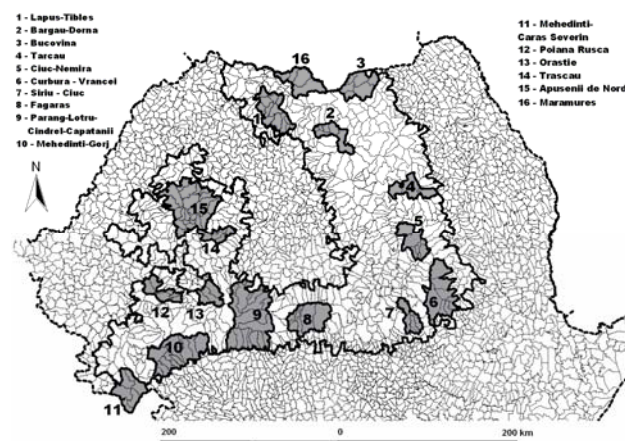 1 - Lapus-Tibles
2 - Bargau-Dorna
3 - Bucovina
4 - Tarcau
5 - Ciuc-Nemira
6 - Curbura - Vrancei
7 - Siriu - Ciuc
8 - Fagaras
9 - Parang-Lotru-
Cindrel-Capatanii
10 - Mehedinti-Gorj
11 - Mehedinti-
Caras Severin
12 - Poiana Rusca
13 - Orastie
14 - Trascau
15 - Apusenii de Nord
16 - Maramures
N
16
3
1
2
4
15
14
5
12
13
9
8
7
6
10
11
200
0
200 km